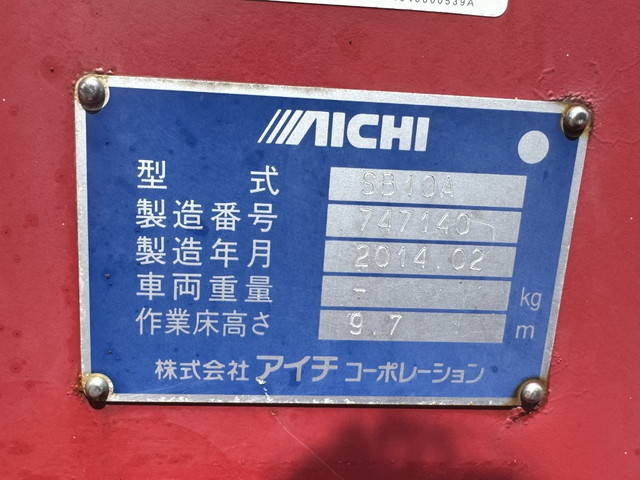 AICHI
型式 SB10A
製造番号 747140
製造年月 2014.02
車両重量 - kg
作業床高さ 9.7 m
株式会社 アイチ コーポレーション